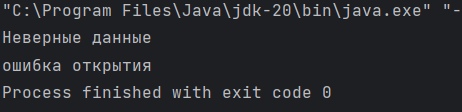 "C:\Program Files\Java\jdk-20\bin\java.exe" "-
Неверные данные
ошибка открытия
Process finished with exit code 0